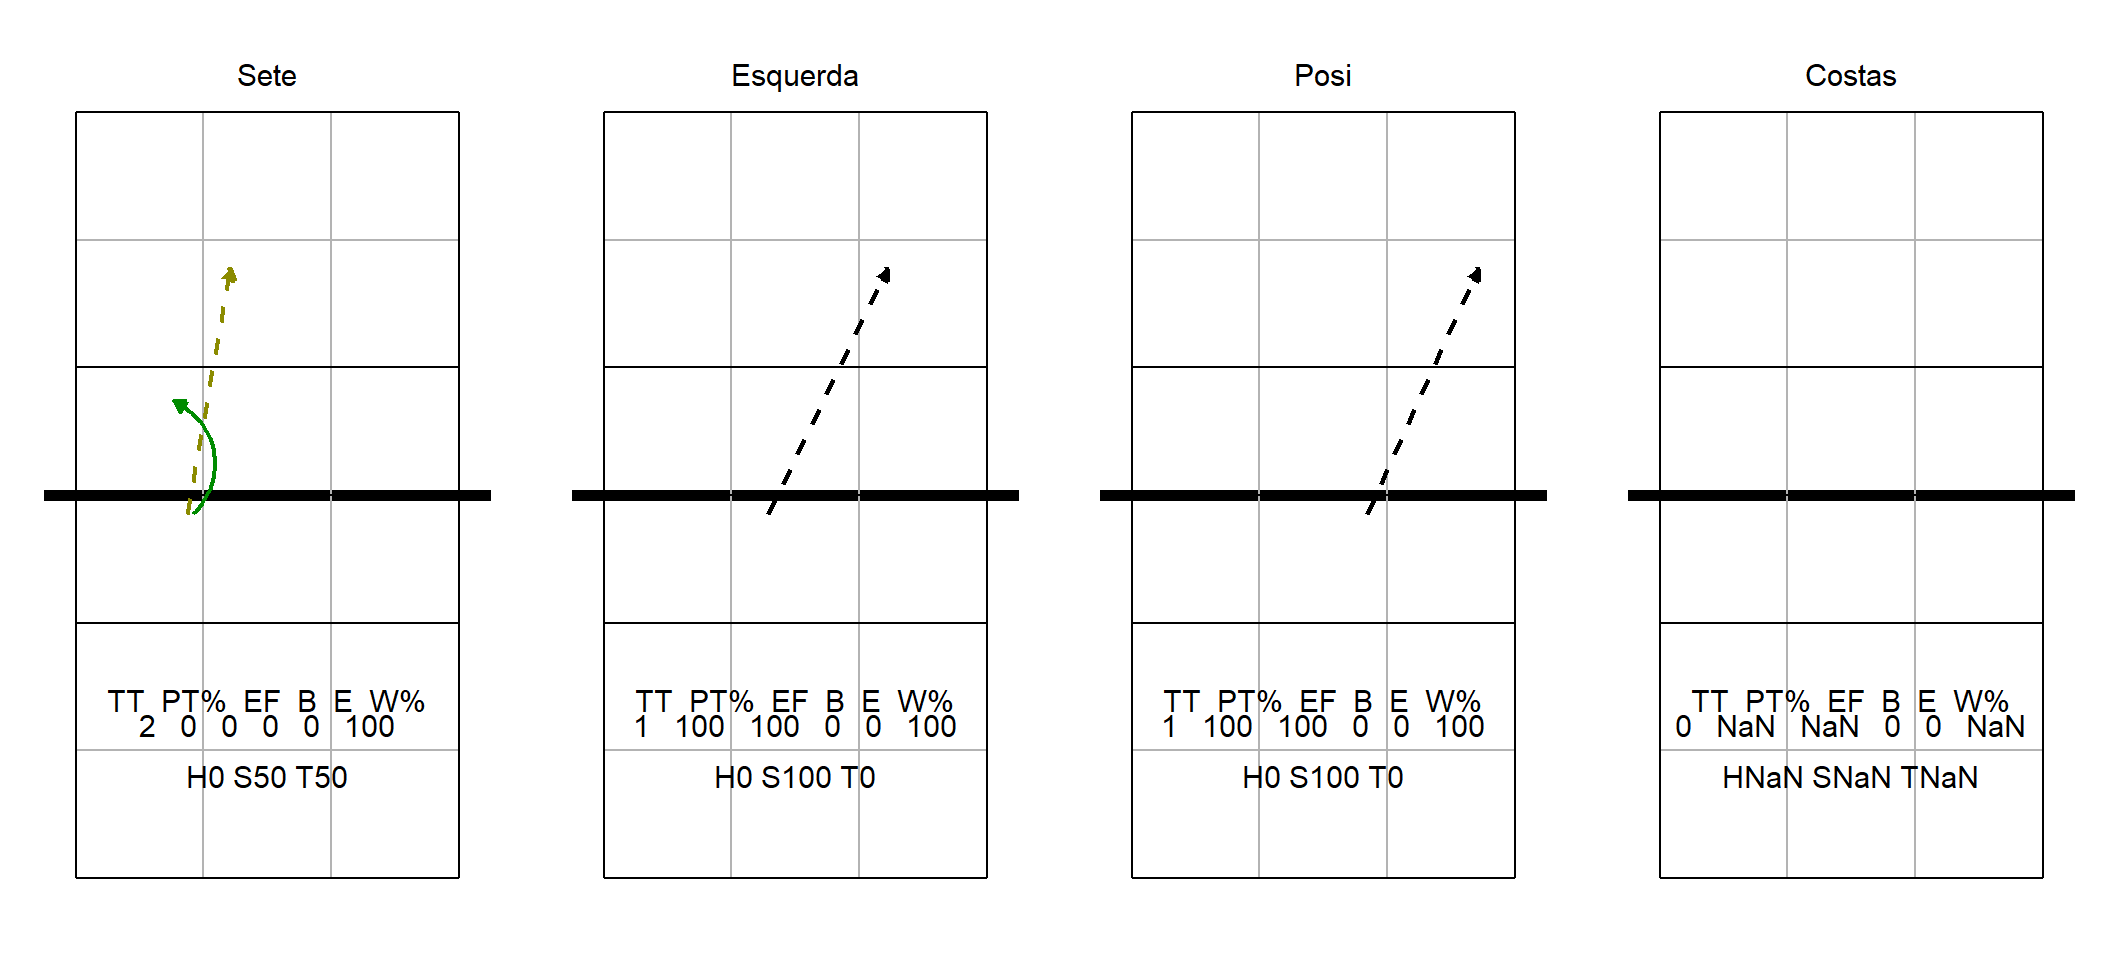 Sete
TT PT% EF B E W%
2 0 0 0 0 100
H0 S50 T50
Esquerda
TT PT% EF B E W%
1 100 100 0 0 100
H0 S100 T0
Posi
TT PT% EF B E W%
1 100 100 0 0 100
H0 S100 T0
Costas
TT PT% EF B E W%
0 NaN NaN 0 0 NaN
HNaN SNaN TNaN